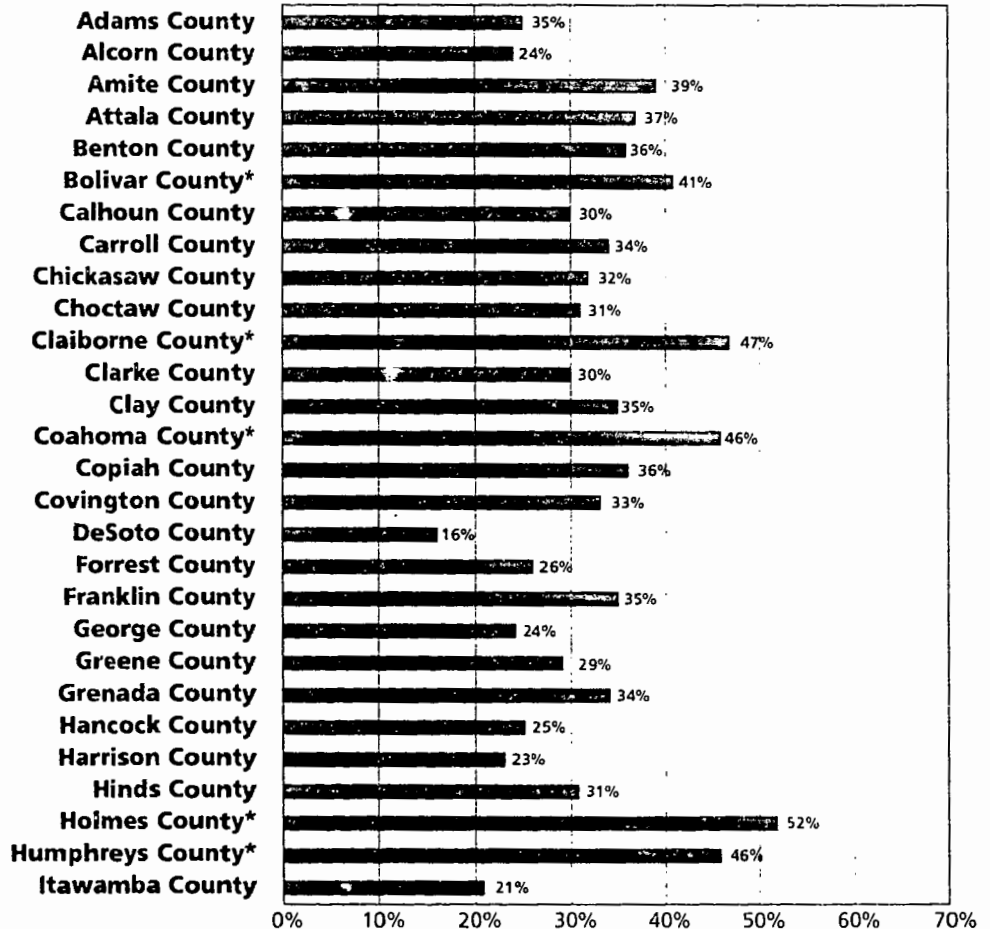 Adams County 35%
Alcorn County 24%
Amite County 39%
Attala County 37%
Benton County 36%
Bolivar County* 41%
Calhoun County 30%
Carroll County 34%
Chickasaw County 32%
Choctaw County 31%
Claiborne County* 47%
Clarke County 30%
Clay County 35%
Coahoma County* 46%
Copiah County 36%
Covington County 33%
DeSoto County 16%
Forrest County 26%
Franklin County 35%
George County 24%
Greene County 29%
Grenada County 34%
Hancock County 25%
Harrison County 23%
Hinds County 31%
Holmes County* 52%
Humphreys County* 46%
Itawamba County 21%
0% 10% 20% 30% 40% 50% 60% 70%